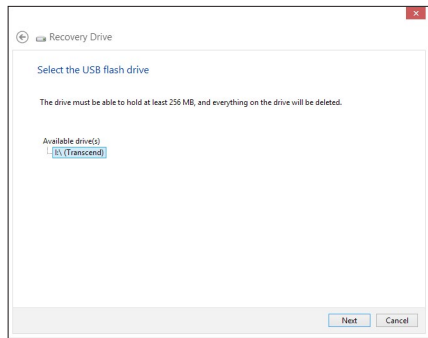 Recovery Drive
Select the USB flash drive
The drive must be able to hold at least 256 MB, and everything on the drive will be deleted.
Available drive(s)
I:\ (Transcend)
Next Cancel